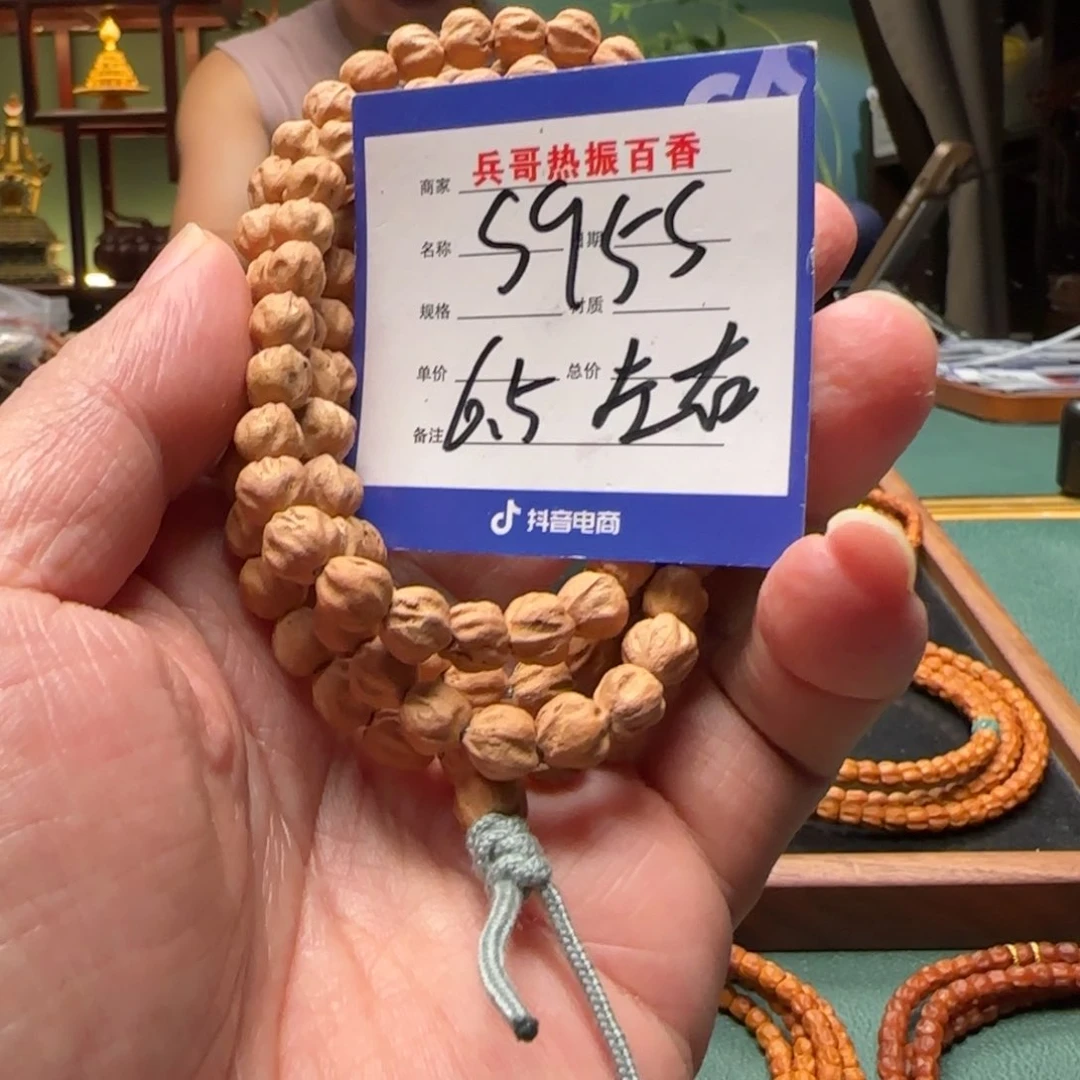 商家 兵哥热振百香
5955
名称 日期
规格 材质
单价 总价
6.5 左右
备注
抖音电商